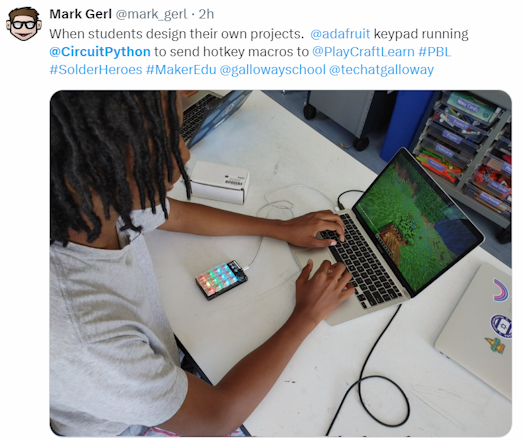 Mark Gerl @mark_gerl · 2h
When students design their own projects. @adafruit keypad running
@CircuitPython to send hotkey macros to @PlayCraftLearn #PBL
#SolderHeroes #MakerEdu @gallowayschool @techatgalloway